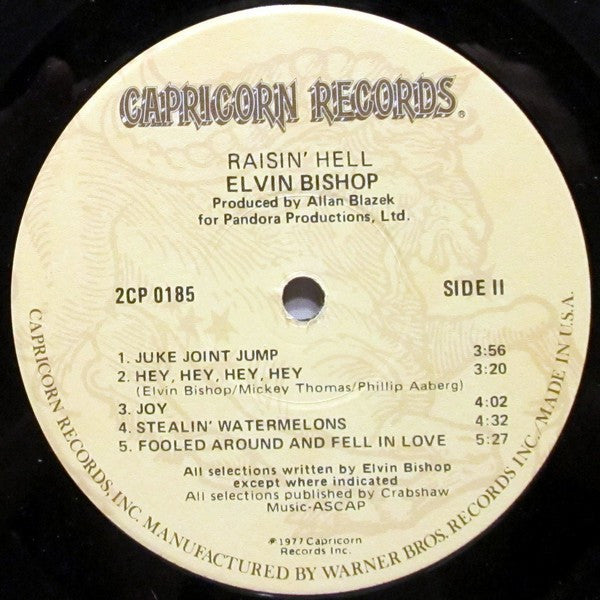 CAPRICORN RECORDS®
RAISIN' HELL
ELVIN BISHOP
Produced by Allan Blazek
for Pandora Productions, Ltd.
2CP 0185
SIDE II
1. JUKE JOINT JUMP 3:56
2. HEY, HEY, HEY, HEY 3:20
(Elvin Bishop/Mickey Thomas/Phillip Aaberg)
3. JOY 4:02
4. STEALIN' WATERMELONS 4:32
5. FOOLED AROUND AND FELL IN LOVE 5:27
All selections written by Elvin Bishop
except where indicated
All selections published by Crabshaw
Music-ASCAP
℗1977 Capricorn
Records Inc.
CAPRICORN RECORDS, INC. MANUFACTURED BY WARNER BROS. RECORDS INC./MADE IN U.S.A.